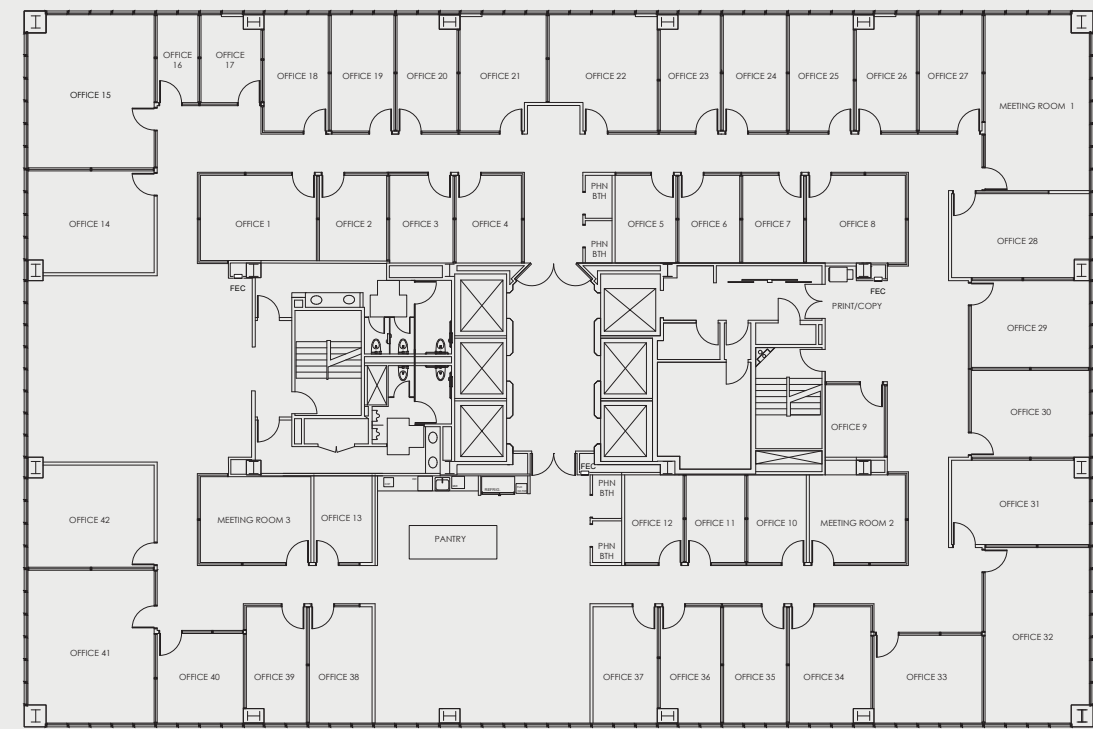 OFFICE
16
OFFICE
17
OFFICE 18
OFFICE 19
OFFICE 20
OFFICE 21
OFFICE 22
OFFICE 23
OFFICE 24
OFFICE 25
OFFICE 26
OFFICE 27
OFFICE 15
MEETING ROOM 1
PHN
BTH
OFFICE 14
OFFICE 1
OFFICE 2
OFFICE 3
OFFICE 4
OFFICE 5
OFFICE 6
OFFICE 7
OFFICE 8
OFFICE 28
PHN
BTH
FEC
FEC
PRINT/COPY
OFFICE 29
OFFICE 30
OFFICE 9
FEC
PHN
BTH
OFFICE 31
OFFICE 42
MEETING ROOM 3
OFFICE 13
OFFICE 12
OFFICE 11
OFFICE 10
MEETING ROOM 2
PANTRY
PHN
BTH
OFFICE 32
OFFICE 41
OFFICE 40
OFFICE 39
OFFICE 38
OFFICE 37
OFFICE 36
OFFICE 35
OFFICE 34
OFFICE 33